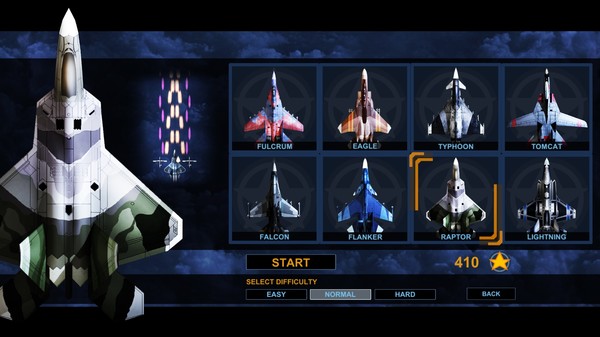 FULCRUM EAGLE TYPHOON TOMCAT
FALCON FLANKER RAPTOR LIGHTNING
START 410
SELECT DIFFICULTY
EASY NORMAL HARD BACK